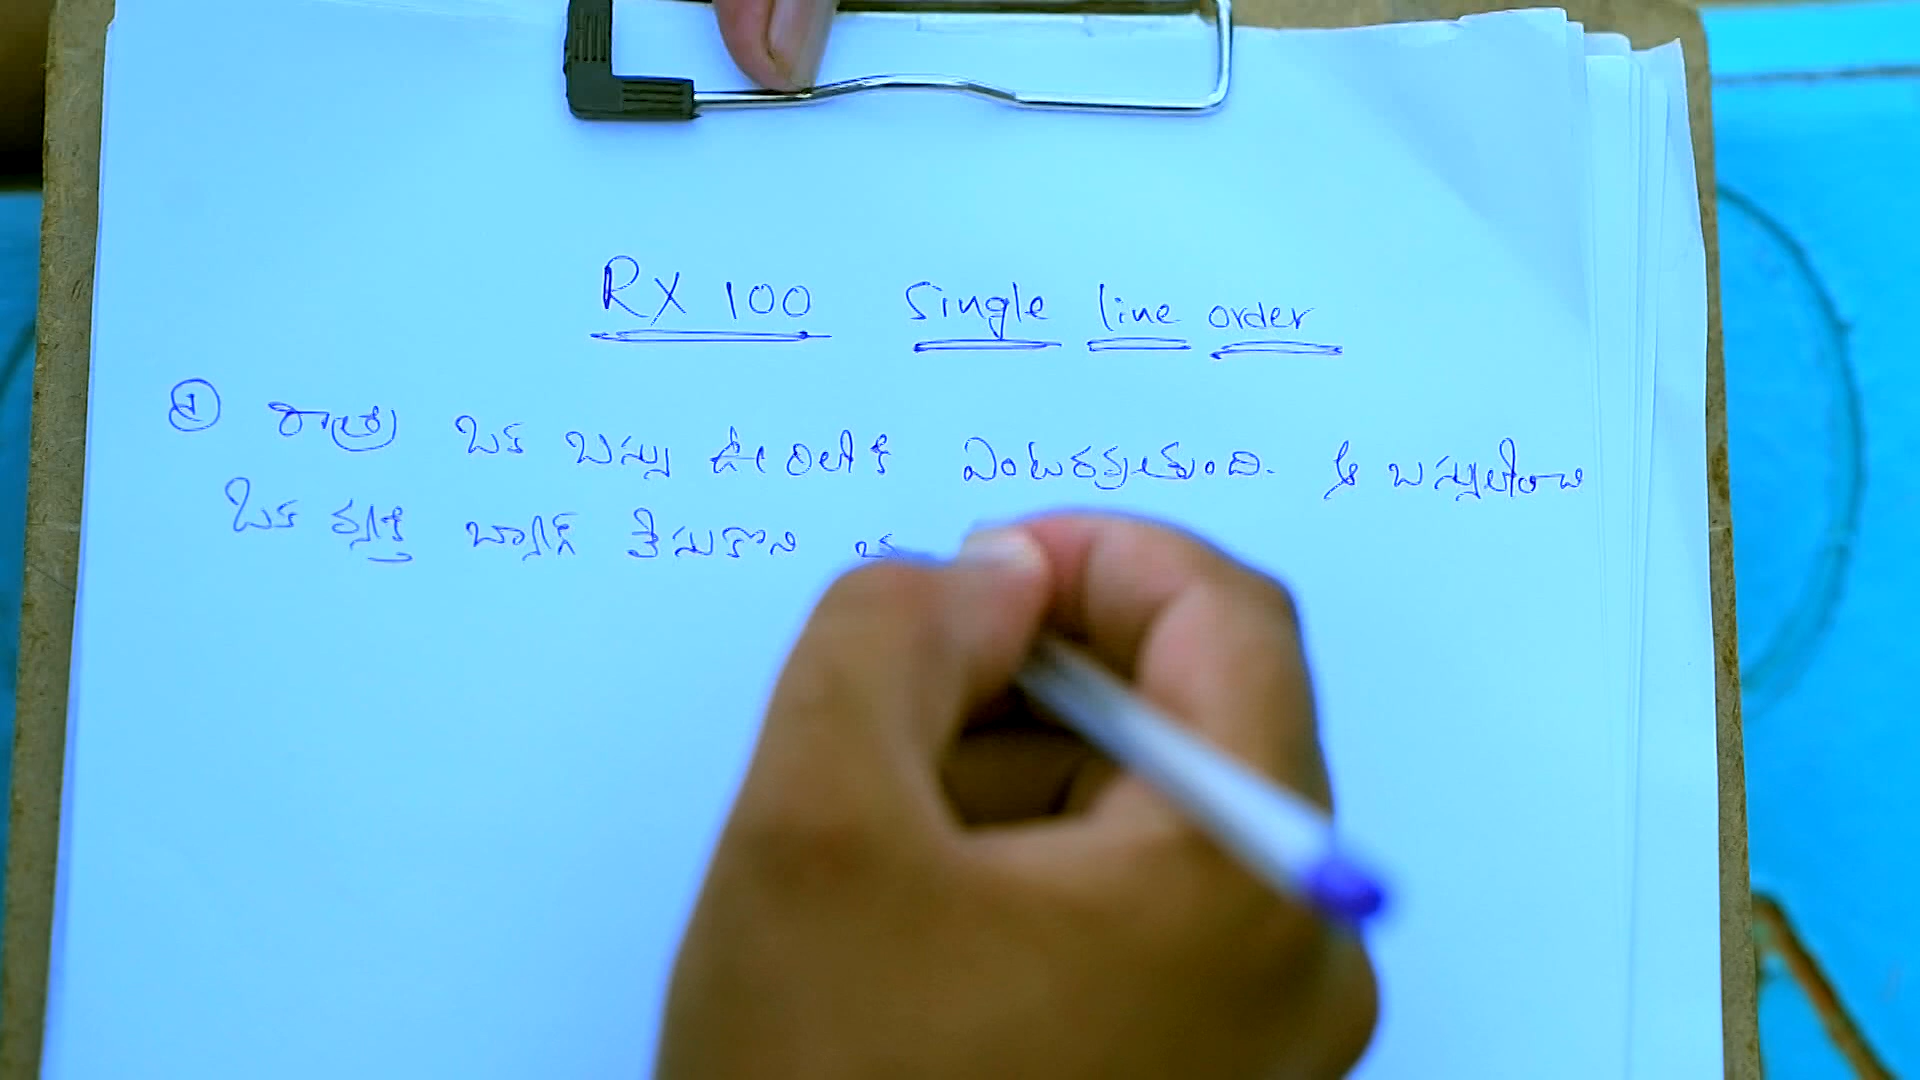 RX 100 Single line order
① రాత్రి ఒక బస్సు ఊరిలోకి ఎంటరవుతుంది. ఆ బస్సులోంచి
ఒక వ్యక్తి బ్యాగ్ తీసుకొని